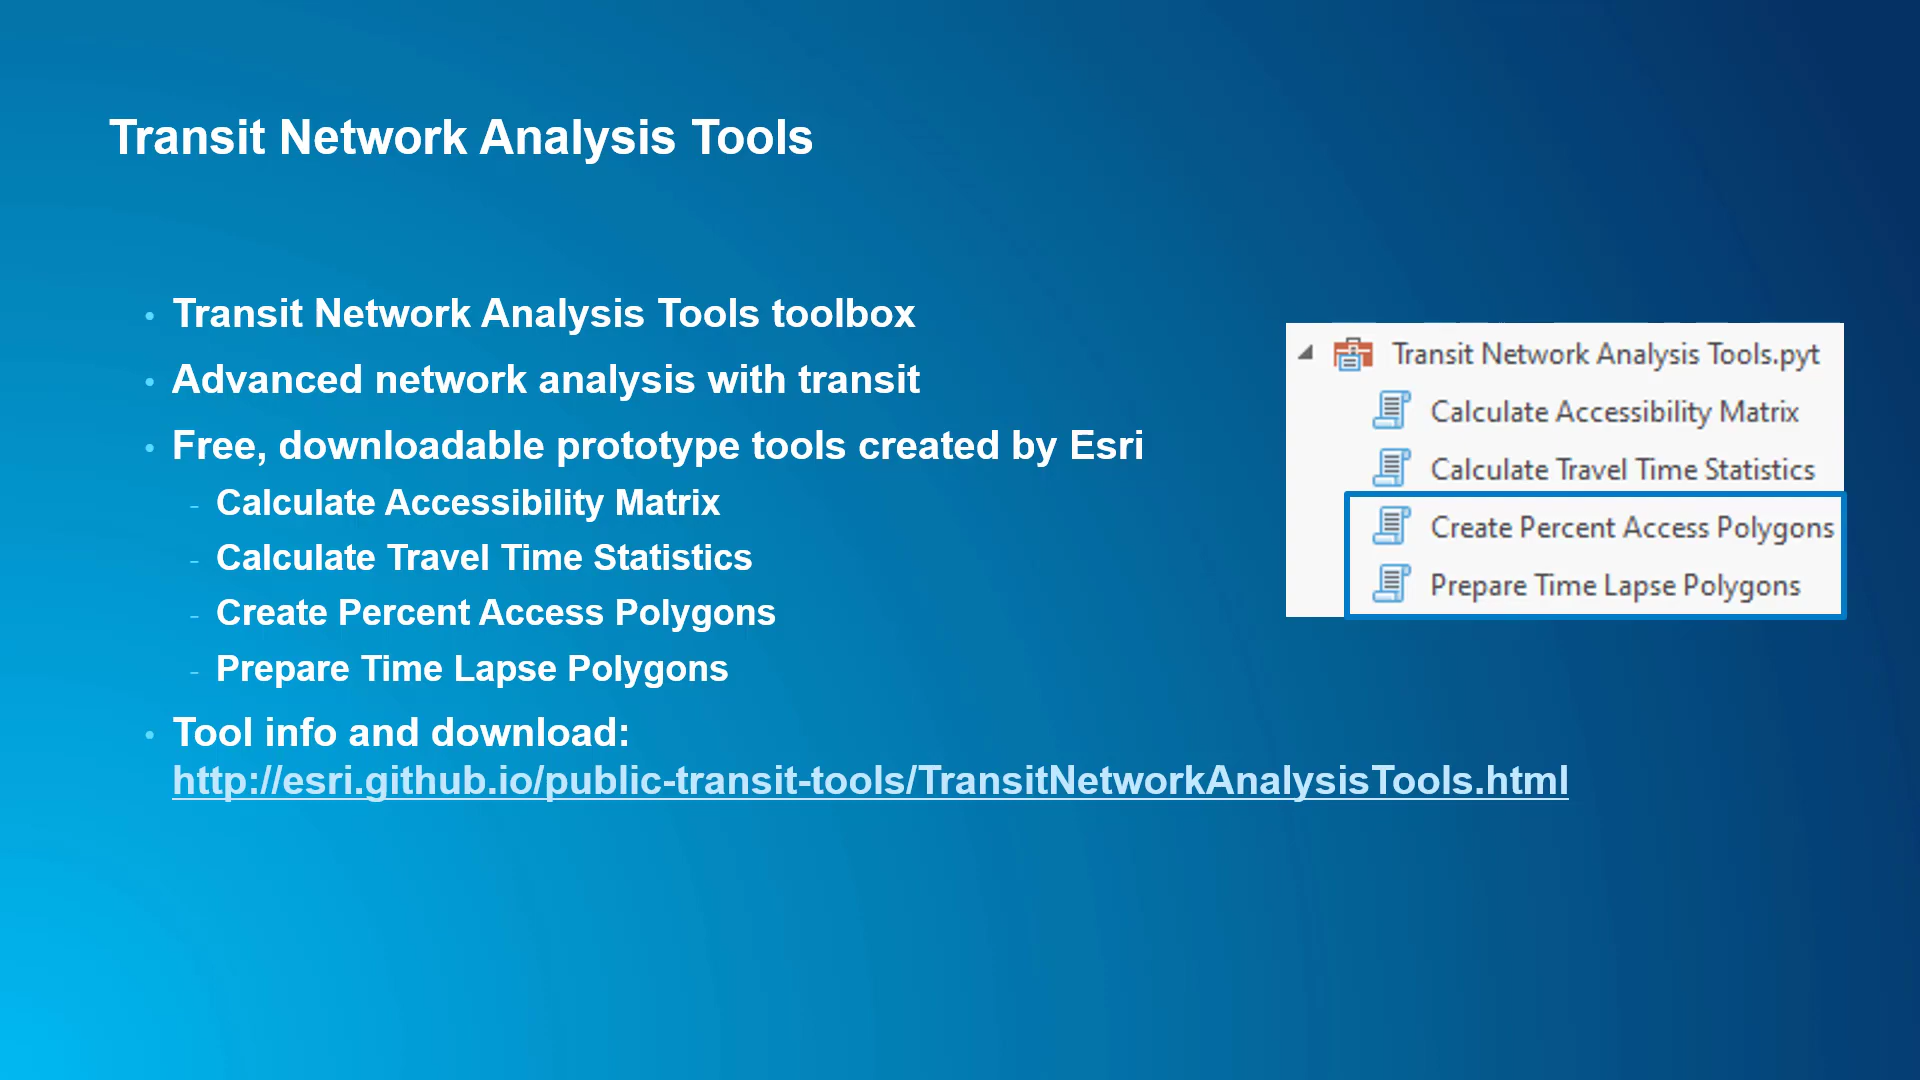 Transit Network Analysis Tools
• Transit Network Analysis Tools toolbox
• Advanced network analysis with transit
• Free, downloadable prototype tools created by Esri
- Calculate Accessibility Matrix
- Calculate Travel Time Statistics
- Create Percent Access Polygons
- Prepare Time Lapse Polygons
• Tool info and download:
http://esri.github.io/public-transit-tools/TransitNetworkAnalysisTools.html
Transit Network Analysis Tools.pyt
Calculate Accessibility Matrix
Calculate Travel Time Statistics
Create Percent Access Polygons
Prepare Time Lapse Polygons